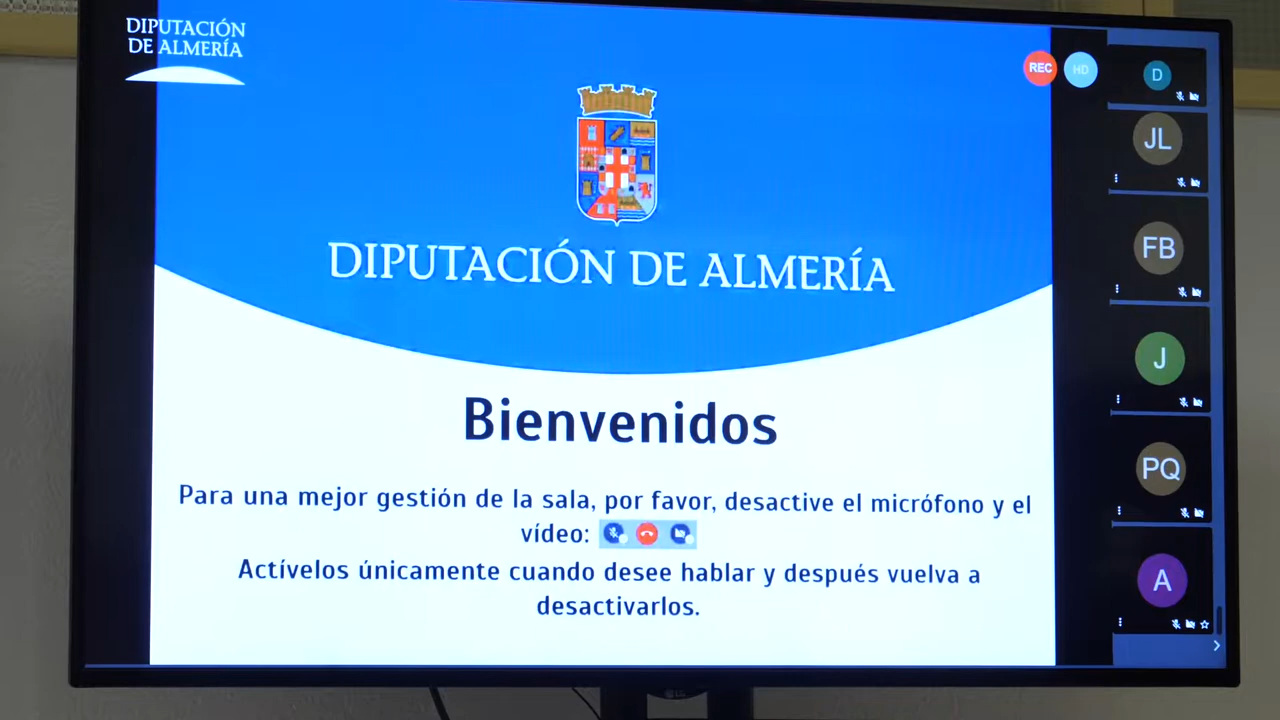 DIPUTACIÓN
DE ALMERÍA
REC
HD
DIPUTACIÓN DE ALMERÍA
Bienvenidos
Para una mejor gestión de la sala, por favor, desactive el micrófono y el
vídeo:
Actívelos únicamente cuando desee hablar y después vuelva a
desactivarlos.
D
JL
FB
J
PQ
A
LG